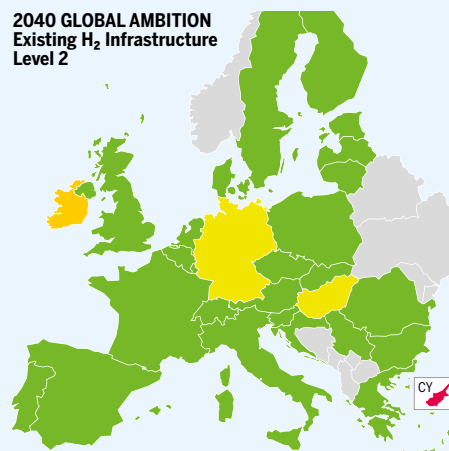 2040 GLOBAL AMBITION
Existing H₂ Infrastructure
Level 2
CY